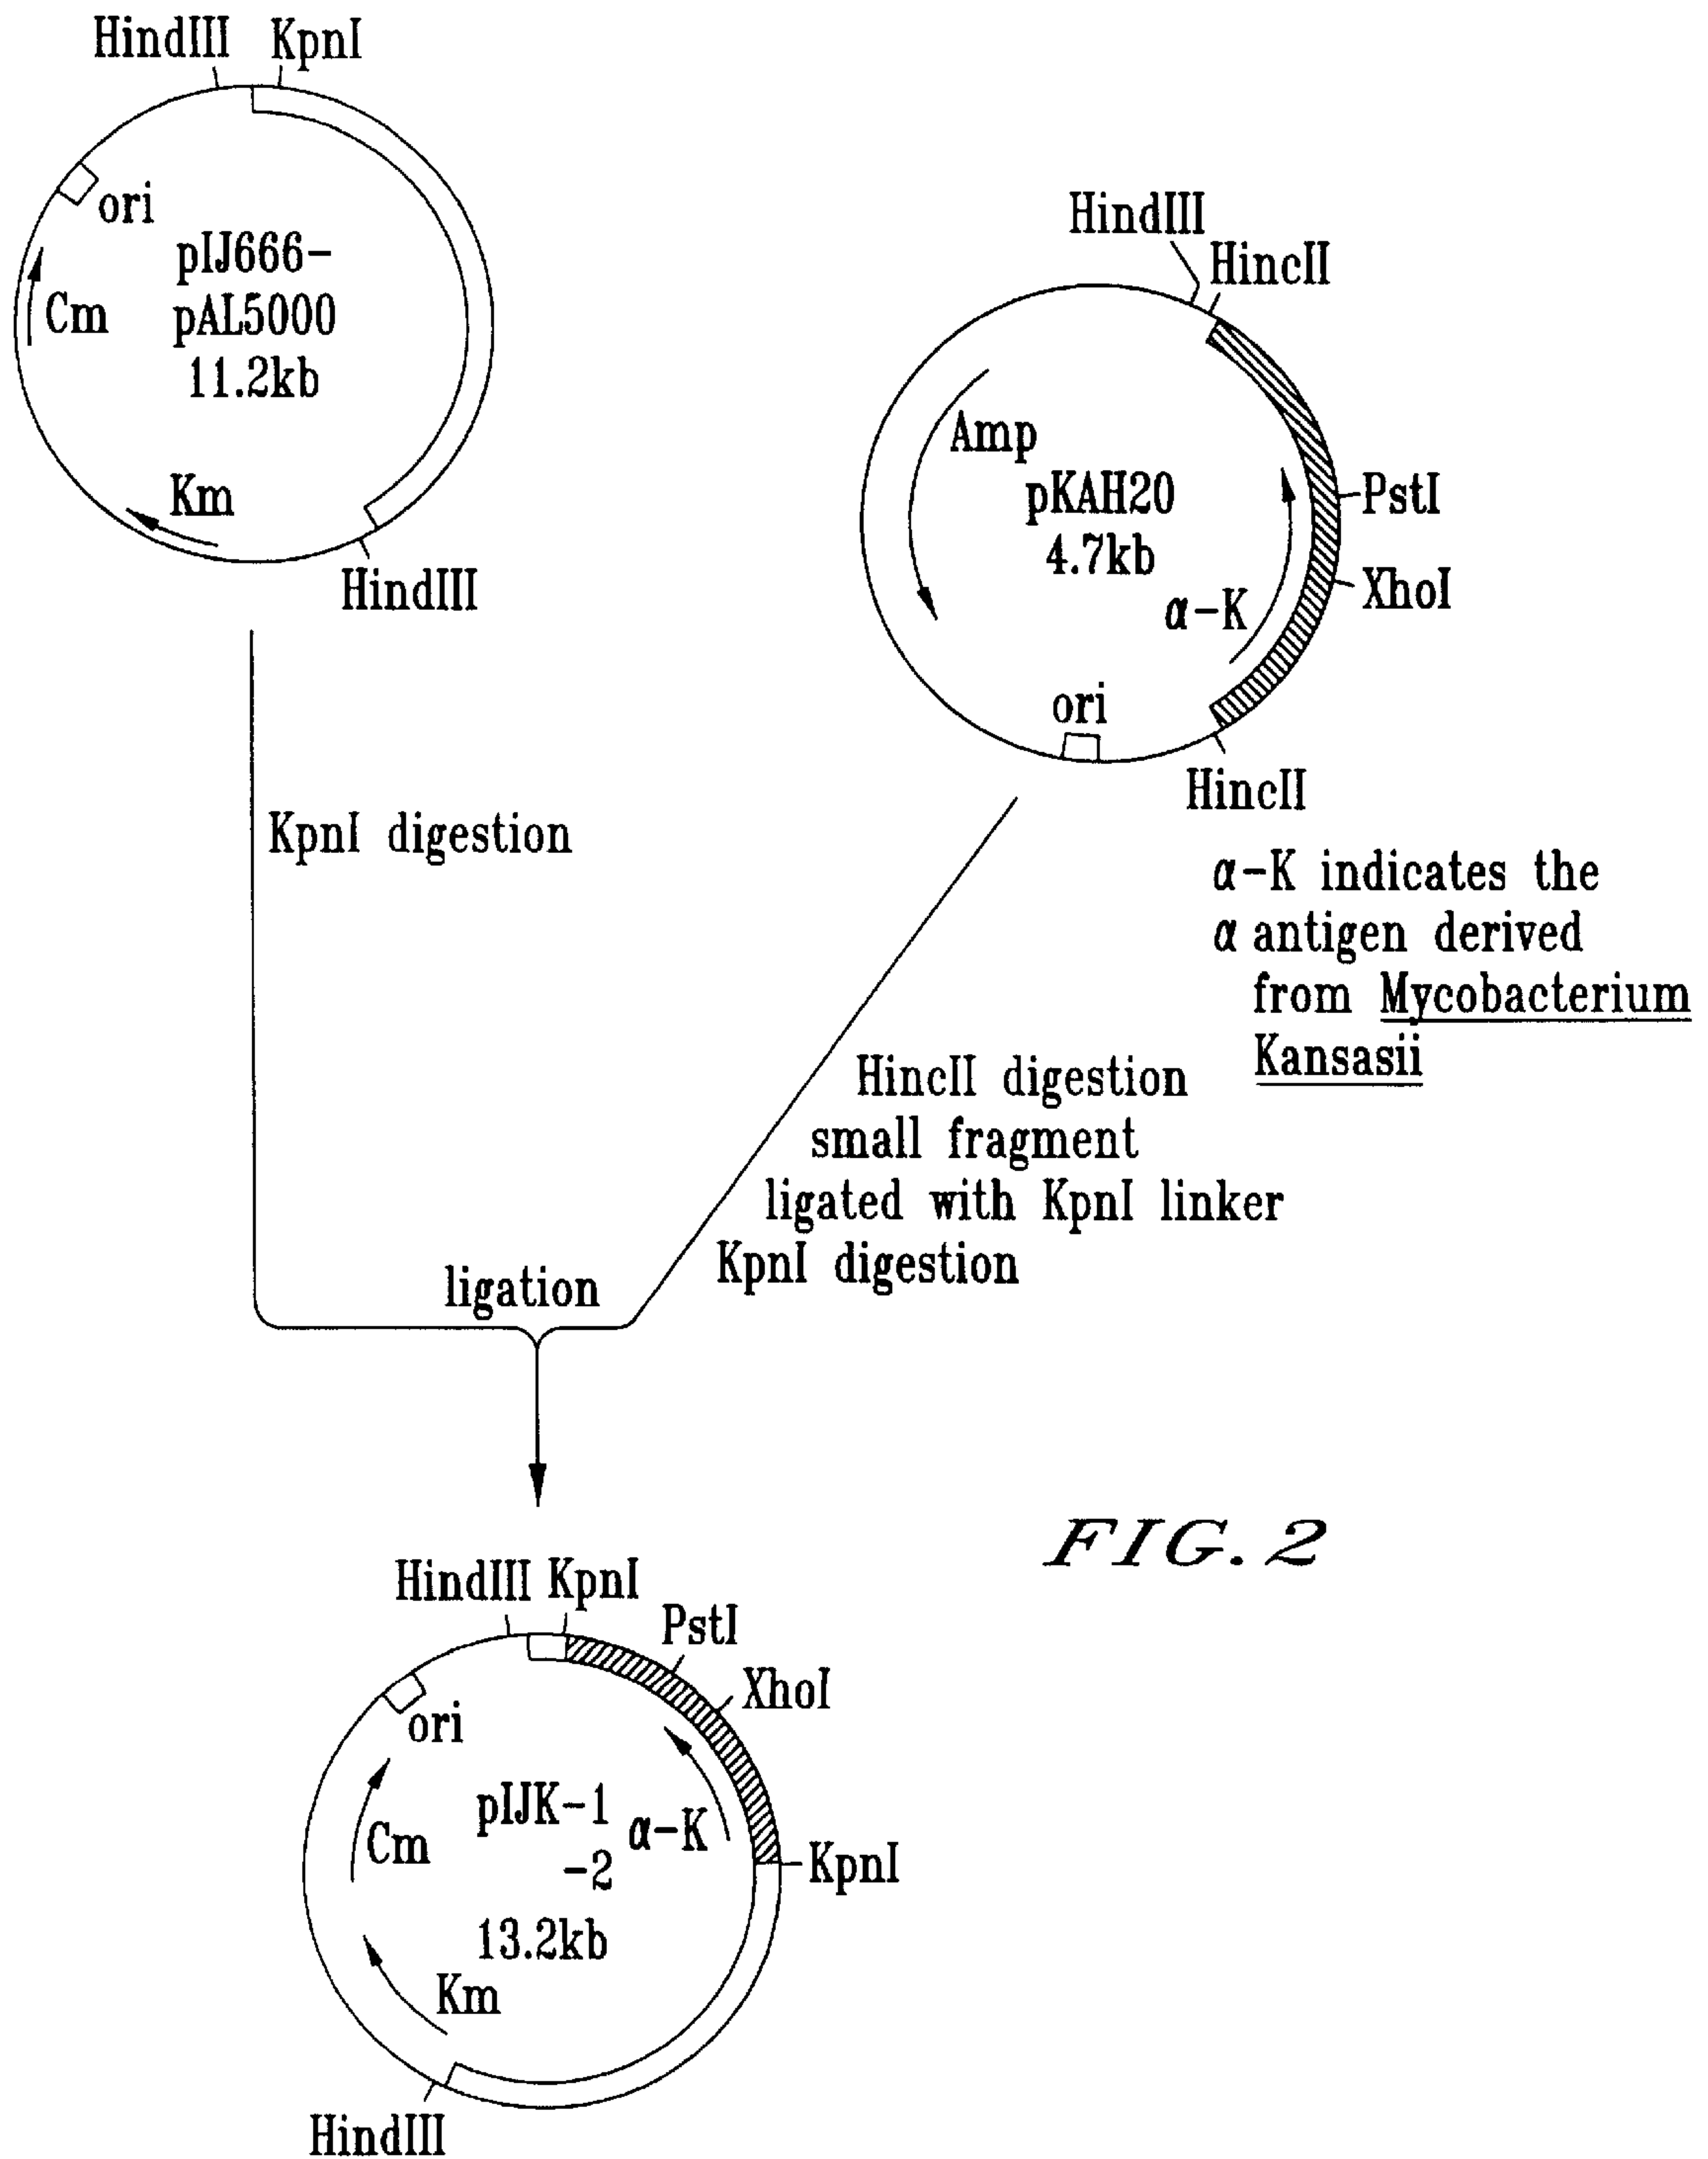 HindIII KpnI
ori
pIJ666-
pAL5000
11.2kb
Cm
Km
HindIII
HindIII
HincII
Amp
pKAH20
4.7kb
PstI
XhoI
α-K
ori
HincII
KpnI digestion
α-K indicates the
α antigen derived
from Mycobacterium
Kansasii
HincII digestion
small fragment
ligated with KpnI linker
KpnI digestion
ligation
FIG. 2
HindIII KpnI
PstI
XhoI
ori
pIJK-1
-2
13.2kb
α-K
Cm
KpnI
Km
HindIII